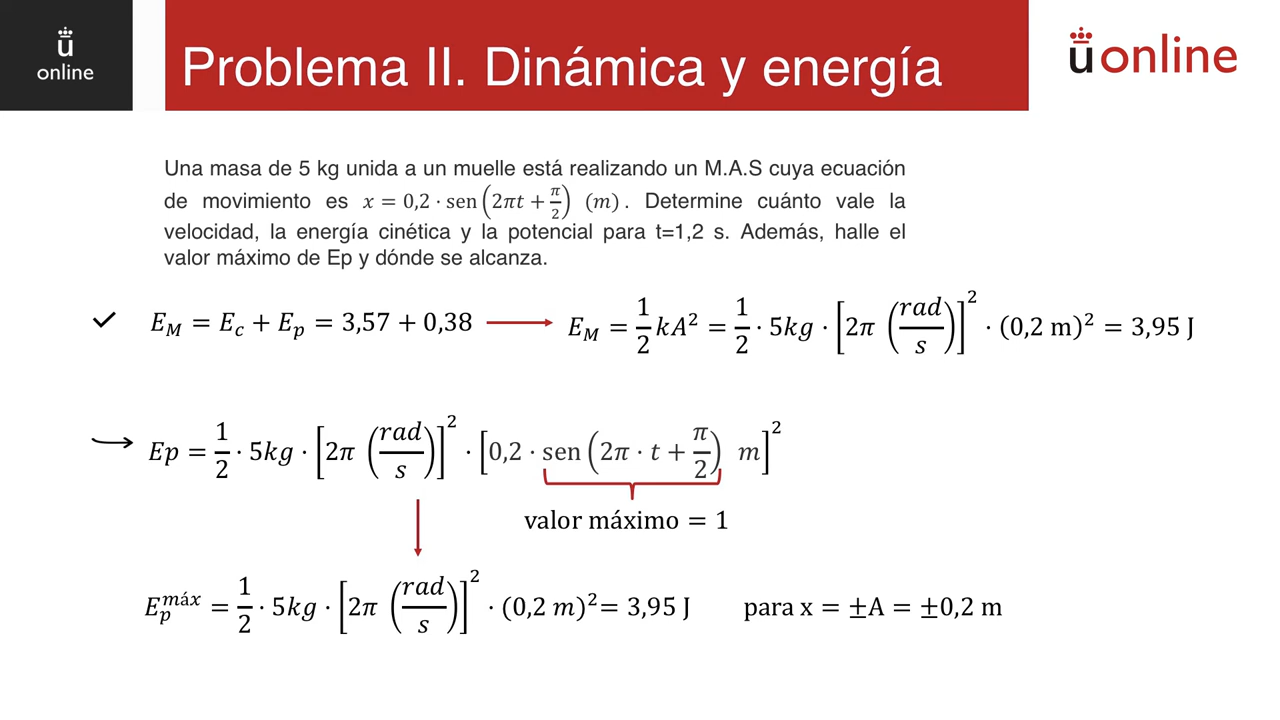 ü
online
Problema II. Dinámica y energía
üonline
Una masa de 5 kg unida a un muelle está realizando un M.A.S cuya ecuación
de movimiento es x = 0,2 · sen (2πt + π/2) (m) . Determine cuánto vale la
velocidad, la energía cinética y la potencial para t=1,2 s. Además, halle el
valor máximo de Ep y dónde se alcanza.
✓ E_M = E_c + E_p = 3,57 + 0,38 → E_M = 1/2 kA² = 1/2 · 5kg · [2π (rad/s)]² · (0,2 m)² = 3,95 J
Ep = 1/2 · 5kg · [2π (rad/s)]² · [0,2 · sen (2π · t + π/2) m]²
valor máximo = 1
E_p^máx = 1/2 · 5kg · [2π (rad/s)]² · (0,2 m)²= 3,95 J para x = ±A = ±0,2 m